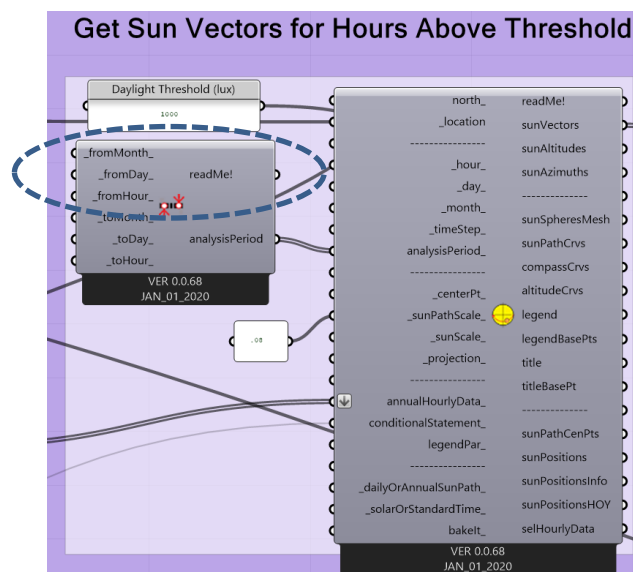 Get Sun Vectors for Hours Above Threshold
Daylight Threshold (lux)
1000
_fromMonth_
_fromDay_
_fromHour_
_toMonth_
_toDay_
_toHour_
readMe!
analysisPeriod
VER 0.0.68
JAN_01_2020
.08
north_
_location
----------------
_hour_
_day_
_month_
_timeStep_
analysisPeriod_
----------------
_centerPt_
_sunPathScale_
_sunScale_
_projection_
----------------
annualHourlyData_
conditionalStatement_
legendPar_
----------------
_dailyOrAnnualSunPath_
_solarOrStandardTime_
bakeIt_
readMe!
sunVectors
sunAltitudes
sunAzimuths
--------------
sunSpheresMesh
sunPathCrvs
compassCrvs
altitudeCrvs
legend
legendBasePts
title
titleBasePt
--------------
sunPathCenPts
sunPositions
sunPositionsInfo
sunPositionsHOY
selHourlyData
VER 0.0.68
JAN_01_2020